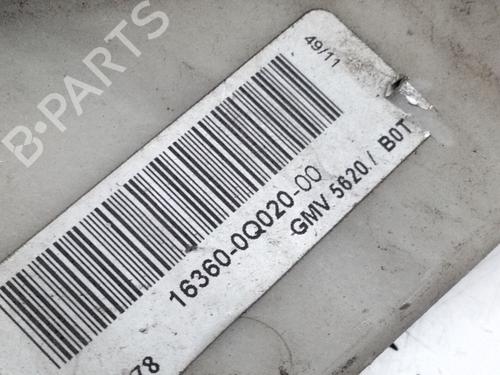 B·PARTS
49/11
16360-0Q020-00
GMV 5620 / B0T
78